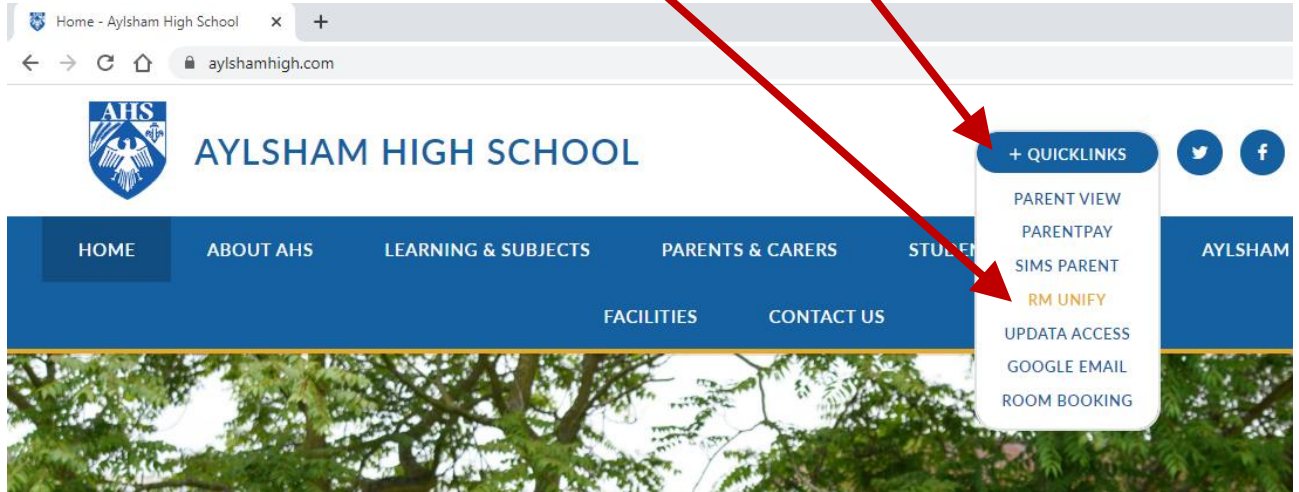 Home - Aylsham High School
aylshamhigh.com
AHS
AYLSHAM HIGH SCHOOL
+ QUICKLINKS
PARENT VIEW
PARENTPAY
SIMS PARENT
RM UNIFY
UPDATA ACCESS
GOOGLE EMAIL
ROOM BOOKING
HOME ABOUT AHS LEARNING & SUBJECTS PARENTS & CARERS AYLSHAM
FACILITIES CONTACT US